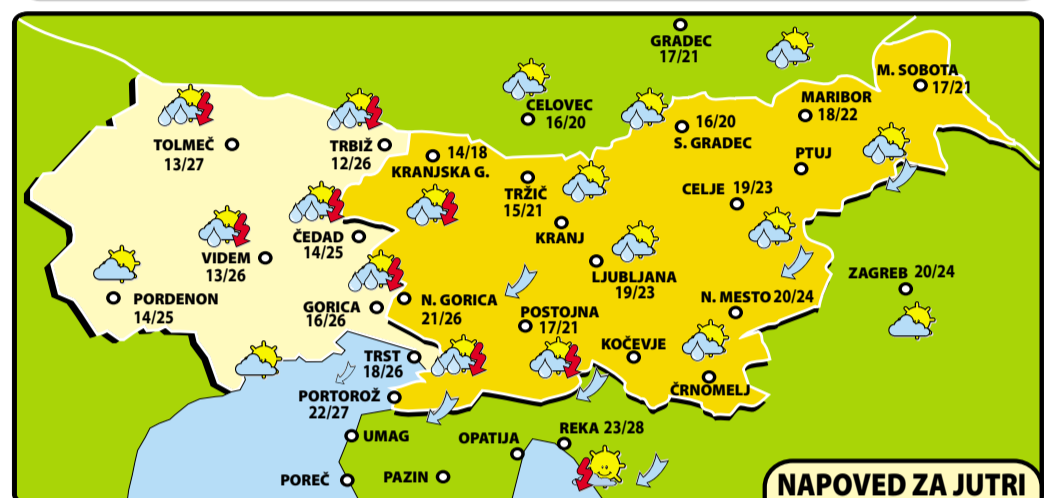 GRADEC
17/21
M. SOBOTA
17/21
CELOVEC
16/20
MARIBOR
18/22
16/20
S. GRADEC
TOLMEČ
13/27
TRBIŽ
12/26
14/18
KRANJSKA G.
PTUJ
TRŽIČ
15/21
CELJE 19/23
KRANJ
ČEDAD
14/25
VIDEM
13/26
LJUBLJANA
19/23
ZAGREB 20/24
PORDENON
14/25
GORICA
16/26
N. GORICA
21/26
N. MESTO 20/24
POSTOJNA
17/21
KOČEVJE
TRST
18/26
ČRNOMELJ
PORTOROŽ
22/27
UMAG
OPATIJA
REKA 23/28
POREČ
PAZIN
NAPOVED ZA JUTRI